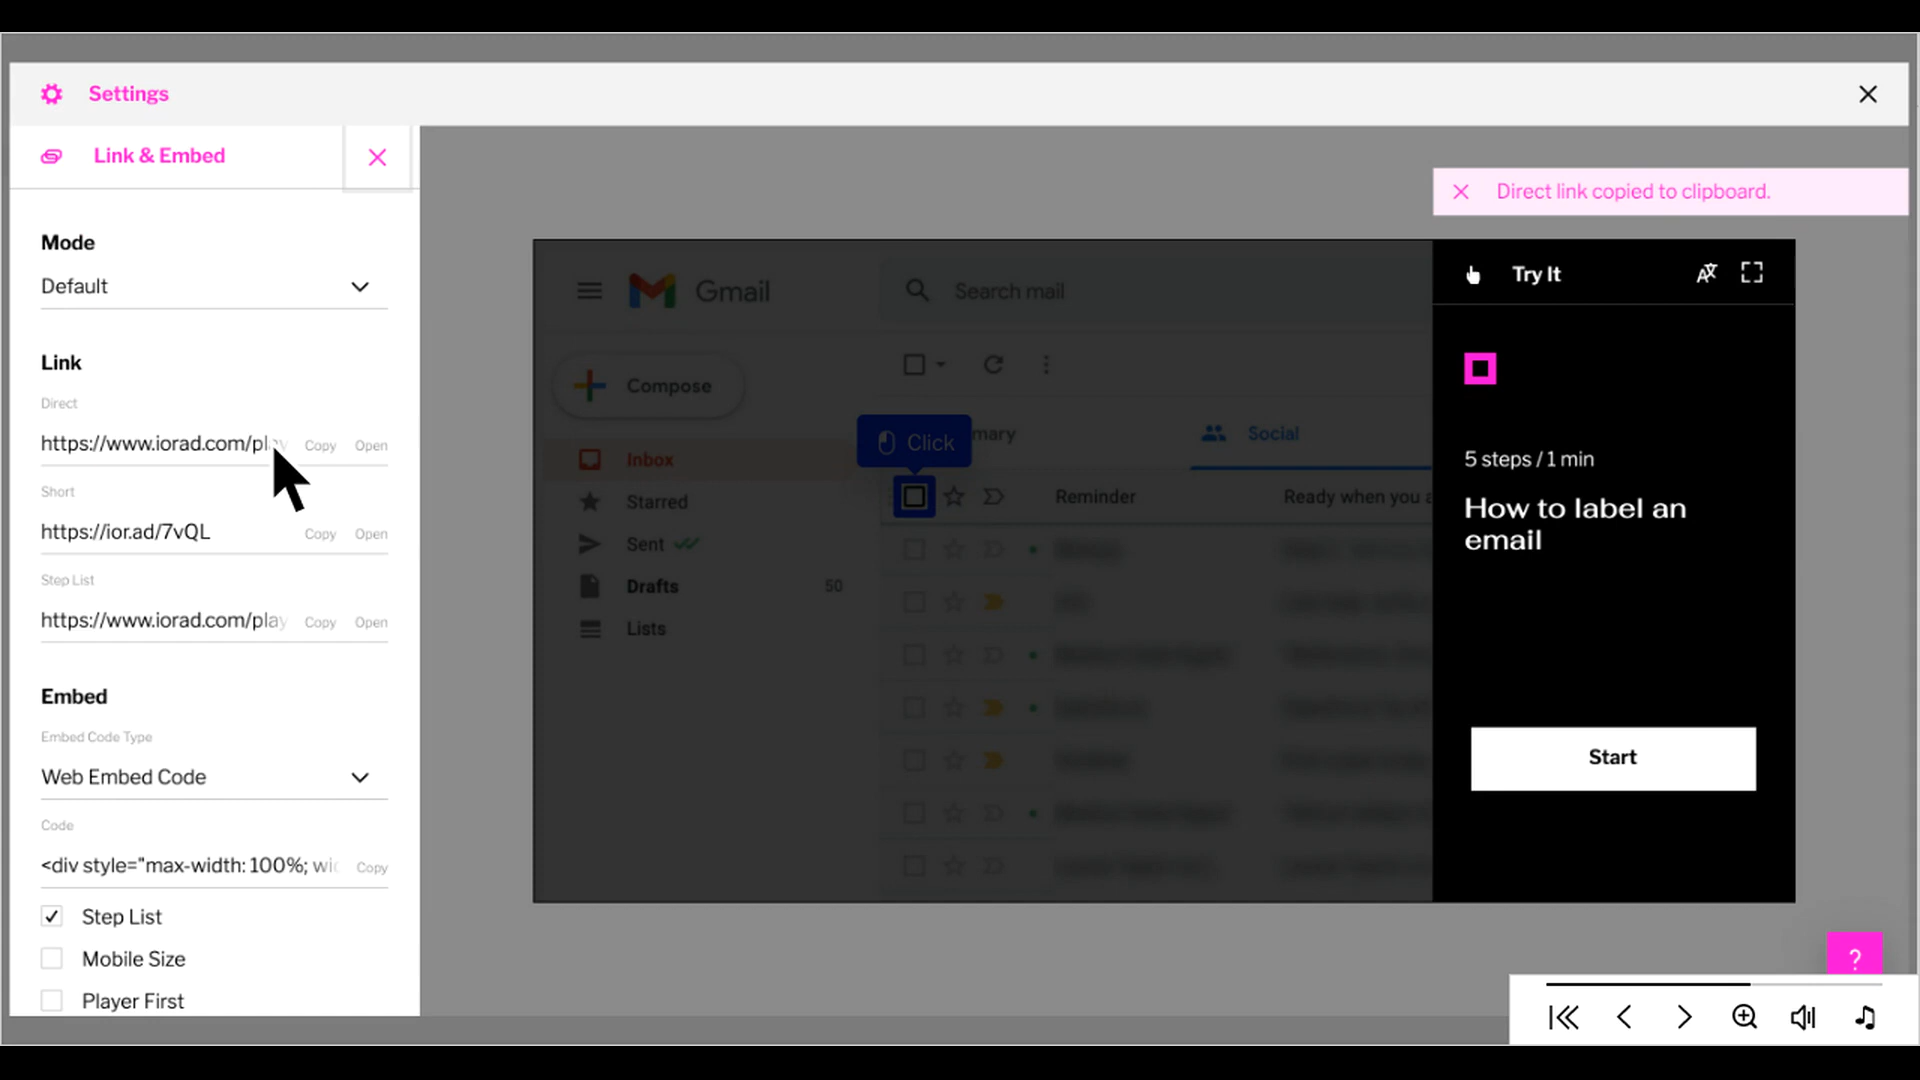 Settings
Link & Embed
Direct link copied to clipboard.
Mode
Default
Link
Direct
https://www.iorad.com/play Copy Open
Short
https://ior.ad/7vQL Copy Open
Step List
https://www.iorad.com/play Copy Open
Embed
Embed Code Type
Web Embed Code
Code
<div style="max-width: 100%; wi Copy
Step List
Mobile Size
Player First
Gmail
Search mail
Compose
Inbox
Starred
Sent
Drafts 50
Lists
Click
mary
Social
Reminder
Ready when you a
Try It
5 steps / 1 min
How to label an
email
Start
?